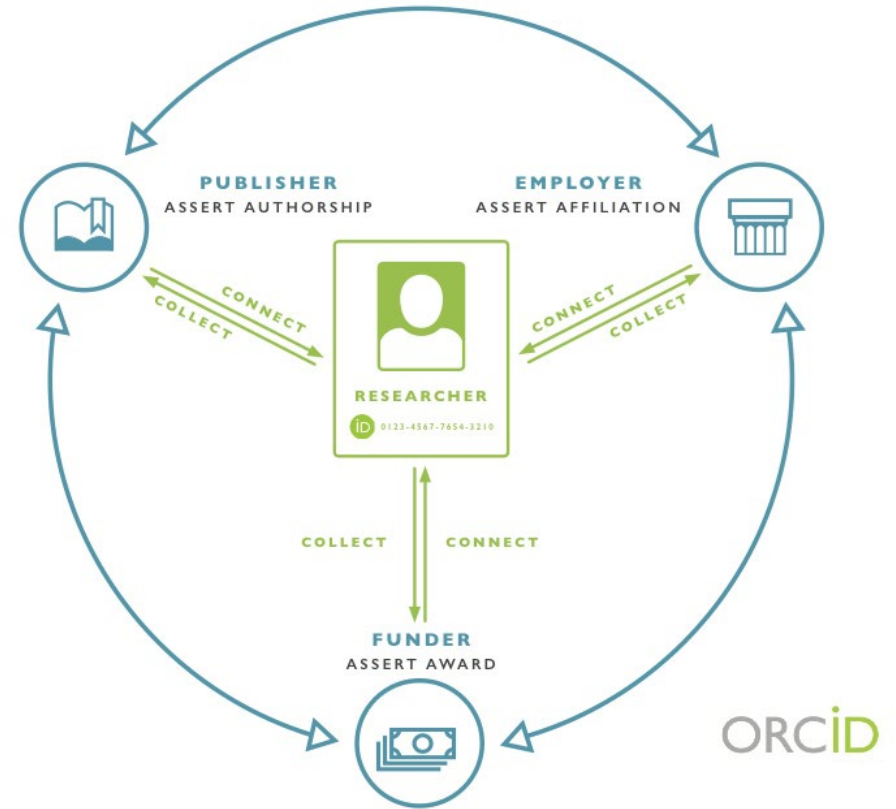 PUBLISHER
ASSERT AUTHORSHIP
EMPLOYER
ASSERT AFFILIATION
CONNECT
COLLECT
CONNECT
COLLECT
RESEARCHER
iD 0123-4567-7654-3210
COLLECT
CONNECT
FUNDER
ASSERT AWARD
ORCiD